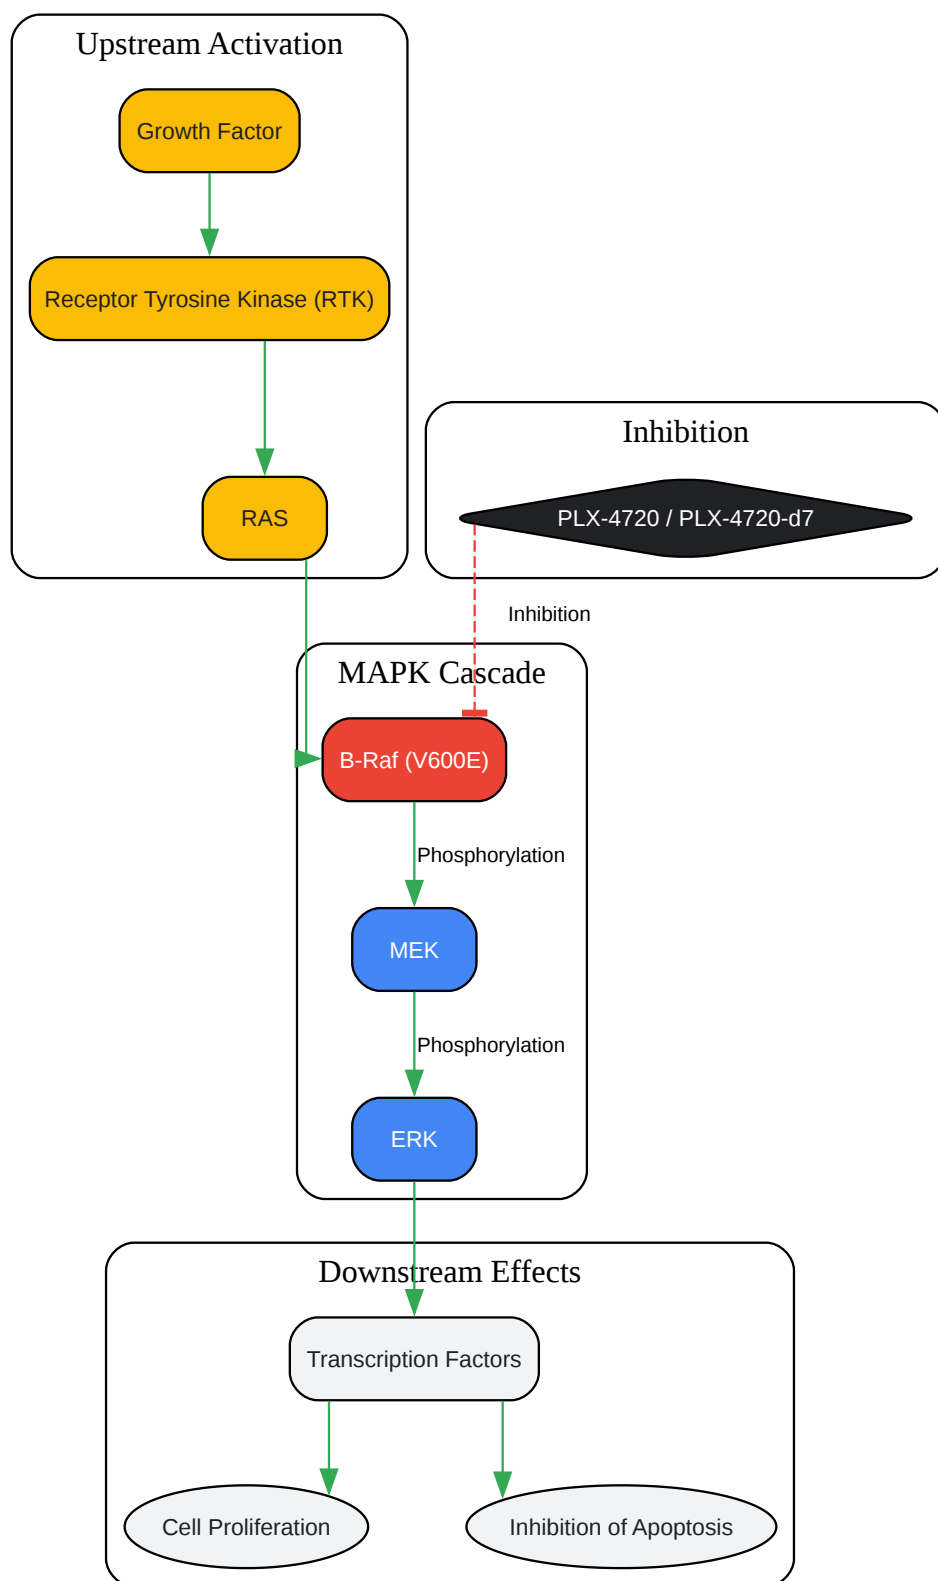 Upstream Activation
Growth Factor
Receptor Tyrosine Kinase (RTK)
RAS
Inhibition
PLX-4720 / PLX-4720-d7
Inhibition
MAPK Cascade
B-Raf (V600E)
Phosphorylation
MEK
Phosphorylation
ERK
Downstream Effects
Transcription Factors
Cell Proliferation
Inhibition of Apoptosis